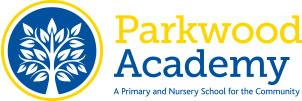 Parkwood
Academy
A Primary and Nursery School for the Community